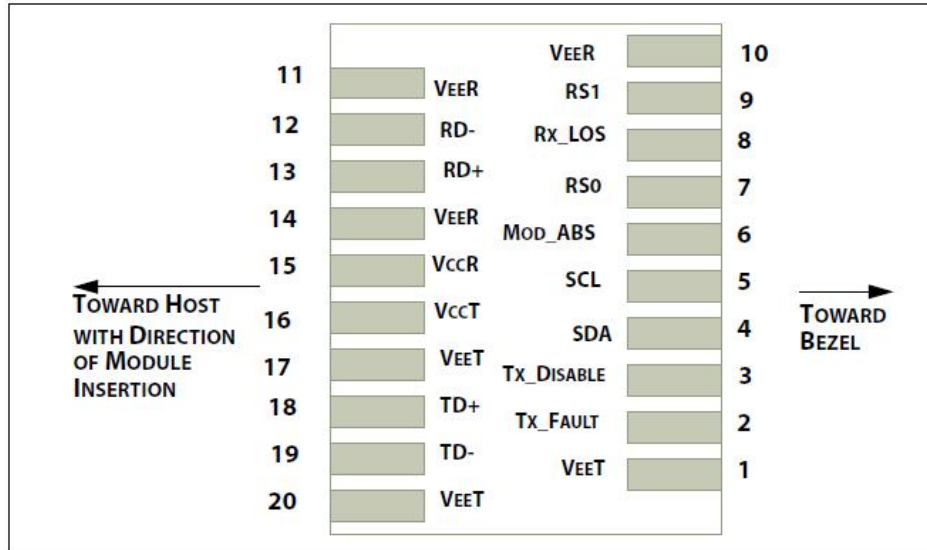 11 VEER
12 RD-
13 RD+
14 VEER
15 VCCR
16 VCCT
17 VEET
18 TD+
19 TD-
20 VEET
VEER 10
RS1 9
RX_LOS 8
RS0 7
MOD_ABS 6
SCL 5
SDA 4
TX_DISABLE 3
TX_FAULT 2
VEET 1
TOWARD HOST
WITH DIRECTION
OF MODULE
INSERTION
TOWARD
BEZEL